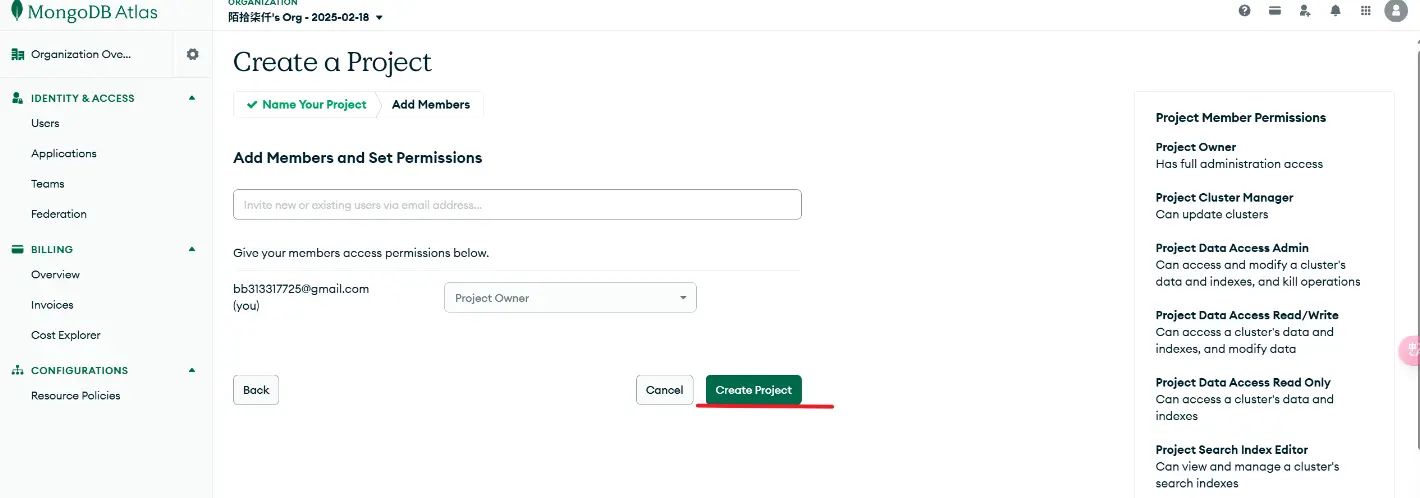 MongoDB Atlas
ORGANIZATION
陌拾柒仟's Org - 2025-02-18
Organization Ove...
IDENTITY & ACCESS
Users
Applications
Teams
Federation
BILLING
Overview
Invoices
Cost Explorer
CONFIGURATIONS
Resource Policies
Create a Project
Name Your Project
Add Members
Add Members and Set Permissions
Invite new or existing users via email address...
Give your members access permissions below.
bb313317725@gmail.com
(you)
Project Owner
Back
Cancel
Create Project
Project Member Permissions
Project Owner
Has full administration access
Project Cluster Manager
Can update clusters
Project Data Access Admin
Can access and modify a cluster's
data and indexes, and kill operations
Project Data Access Read/Write
Can access a cluster's data and
indexes, and modify data
Project Data Access Read Only
Can access a cluster's data and
indexes
Project Search Index Editor
Can view and manage a cluster's
search indexes